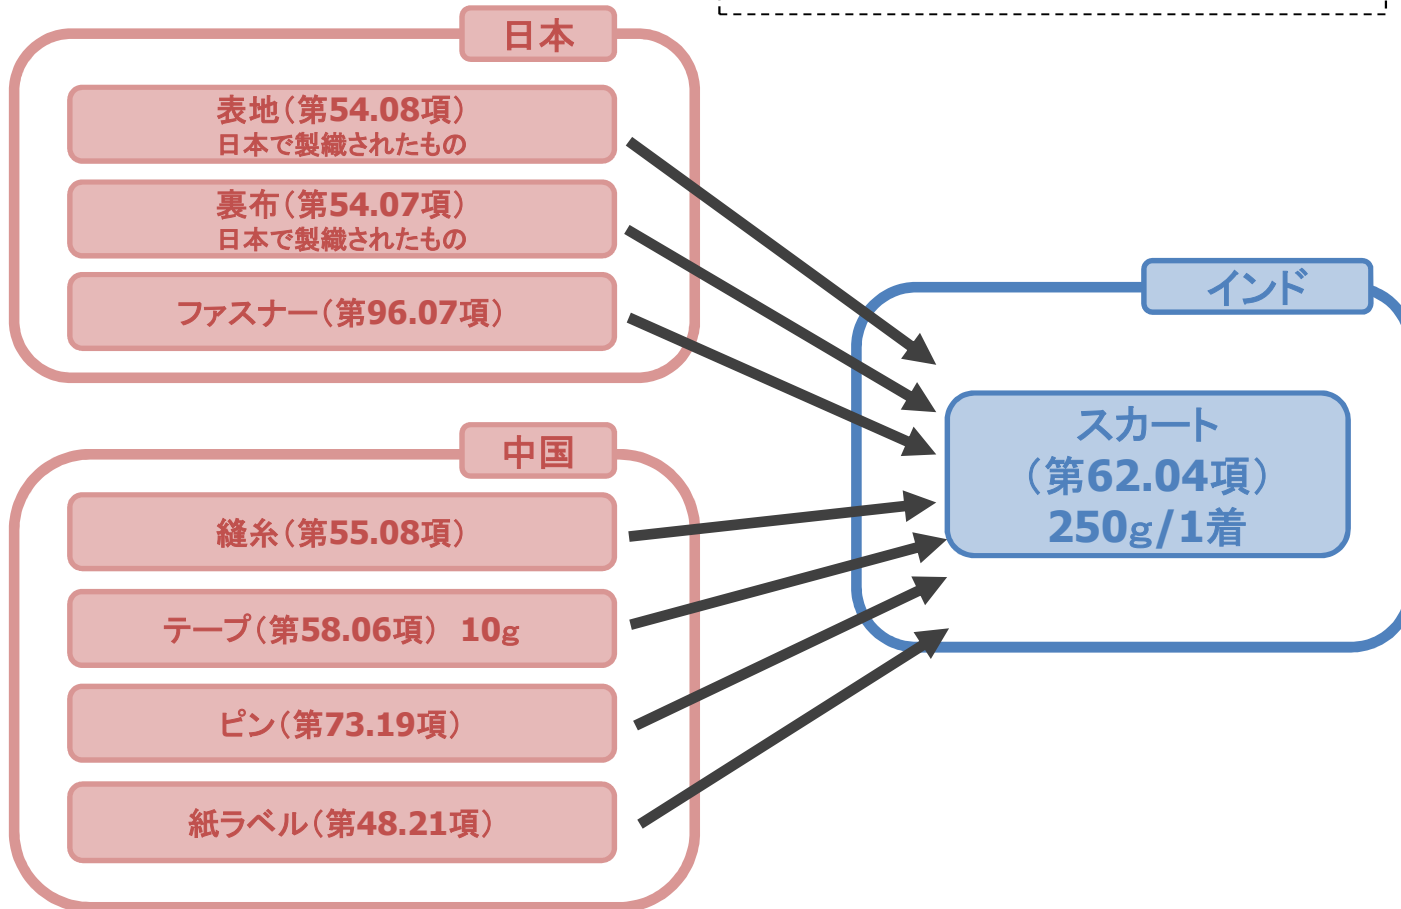 日本
表地（第54.08項）
日本で製織されたもの
裏布（第54.07項）
日本で製織されたもの
ファスナー（第96.07項）
中国
縫糸（第55.08項）
テープ（第58.06項） 10g
ピン（第73.19項）
紙ラベル（第48.21項）
インド
スカート
（第62.04項）
250g/1着